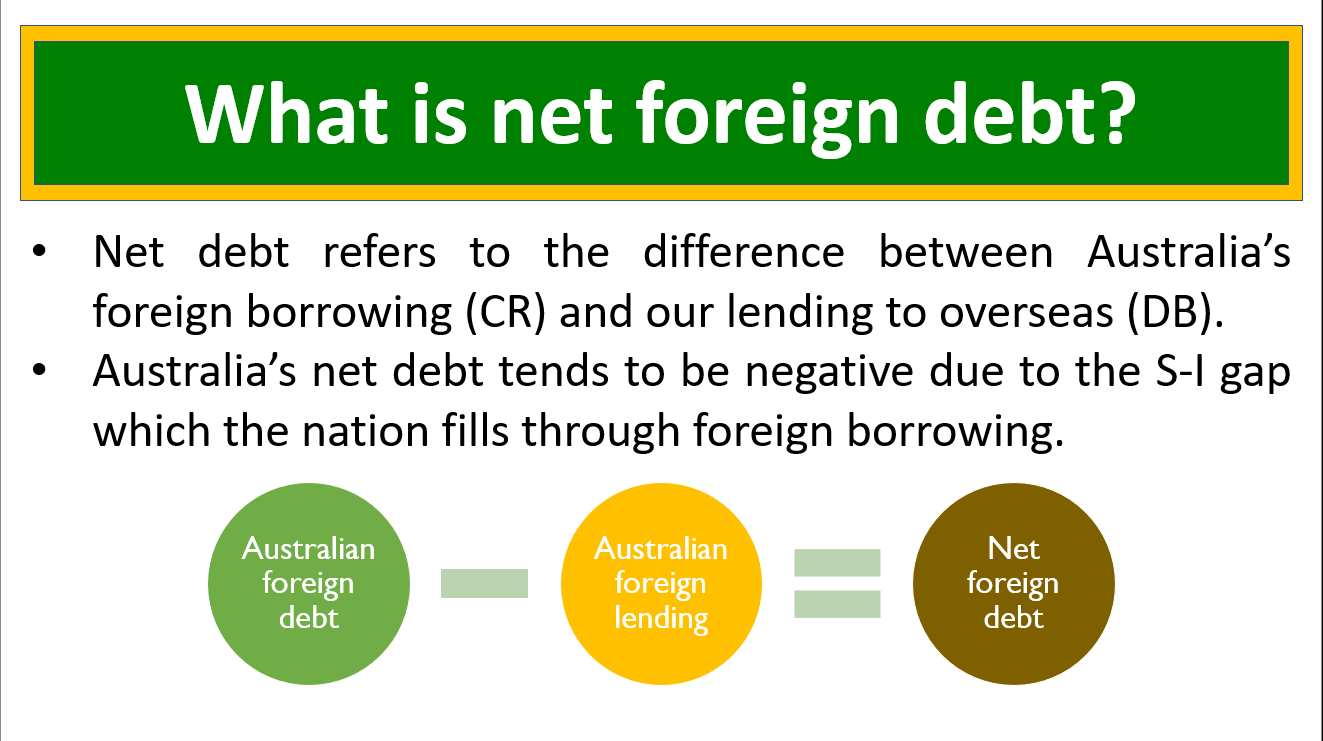 What is net foreign debt?
• Net debt refers to the difference between Australia’s
foreign borrowing (CR) and our lending to overseas (DB).
• Australia’s net debt tends to be negative due to the S-I gap
which the nation fills through foreign borrowing.
Australian
foreign
debt
Australian
foreign
lending
Net
foreign
debt